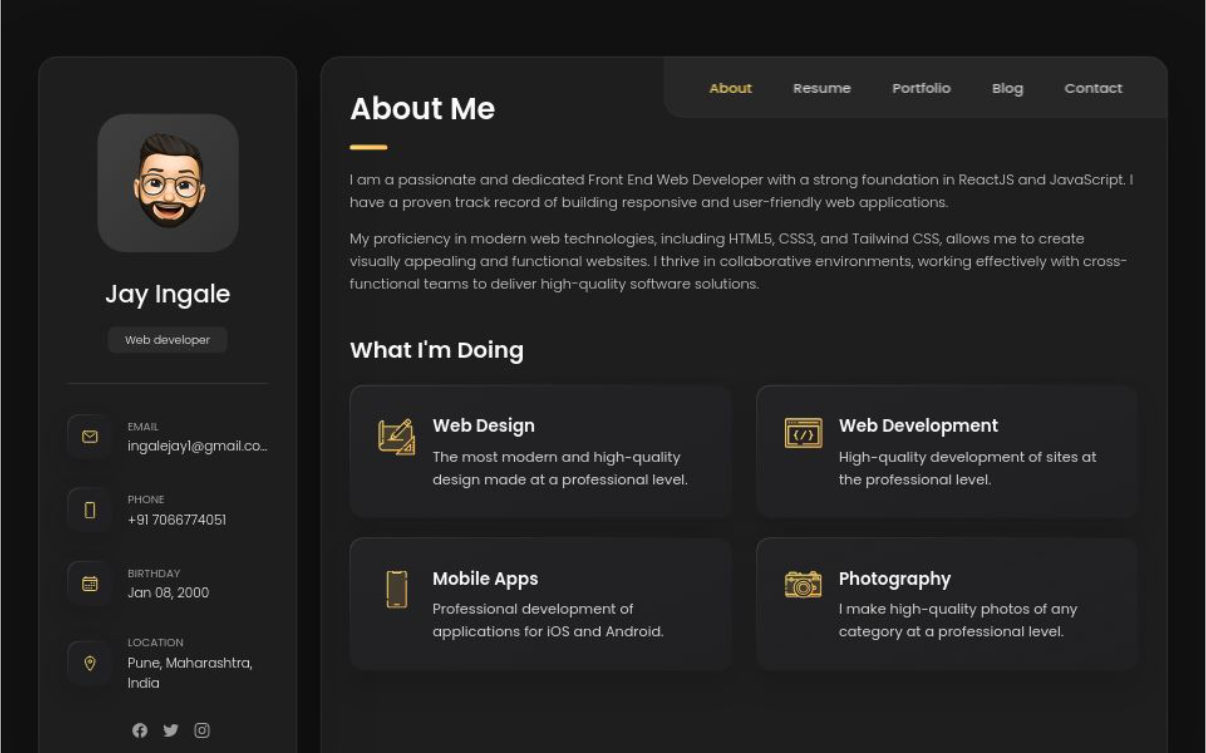 Jay Ingale
Web developer
EMAIL
ingalejay1@gmail.co...
PHONE
+91 7066774051
BIRTHDAY
Jan 08, 2000
LOCATION
Pune, Maharashtra,
India
About Resume Portfolio Blog Contact
About Me
I am a passionate and dedicated Front End Web Developer with a strong foundation in ReactJS and JavaScript. I
have a proven track record of building responsive and user-friendly web applications.
My proficiency in modern web technologies, including HTML5, CSS3, and Tailwind CSS, allows me to create
visually appealing and functional websites. I thrive in collaborative environments, working effectively with cross-
functional teams to deliver high-quality software solutions.
What I'm Doing
Web Design
The most modern and high-quality
design made at a professional level.
Web Development
High-quality development of sites at
the professional level.
Mobile Apps
Professional development of
applications for iOS and Android.
Photography
I make high-quality photos of any
category at a professional level.